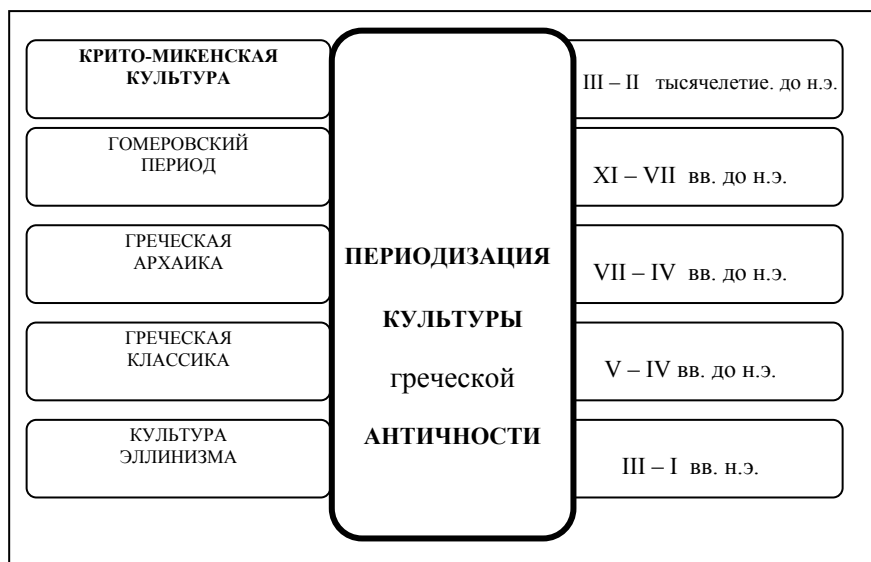 КРИТО-МИКЕНСКАЯ
КУЛЬТУРА
III – II тысячелетие. до н.э.
ГОМЕРОВСКИЙ
ПЕРИОД
XI – VII вв. до н.э.
ГРЕЧЕСКАЯ
АРХАИКА
VII – IV вв. до н.э.
ГРЕЧЕСКАЯ
КЛАССИКА
V – IV вв. до н.э.
КУЛЬТУРА
ЭЛЛИНИЗМА
III – I вв. н.э.
ПЕРИОДИЗАЦИЯ
КУЛЬТУРЫ
греческой
АНТИЧНОСТИ